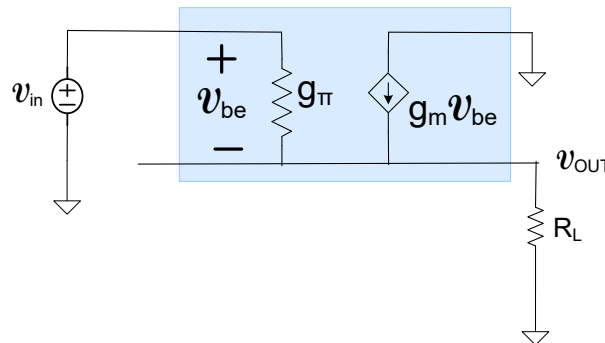 +
v_in
+
−
v_be
g_π
g_m v_be
−
v_OUT
R_L